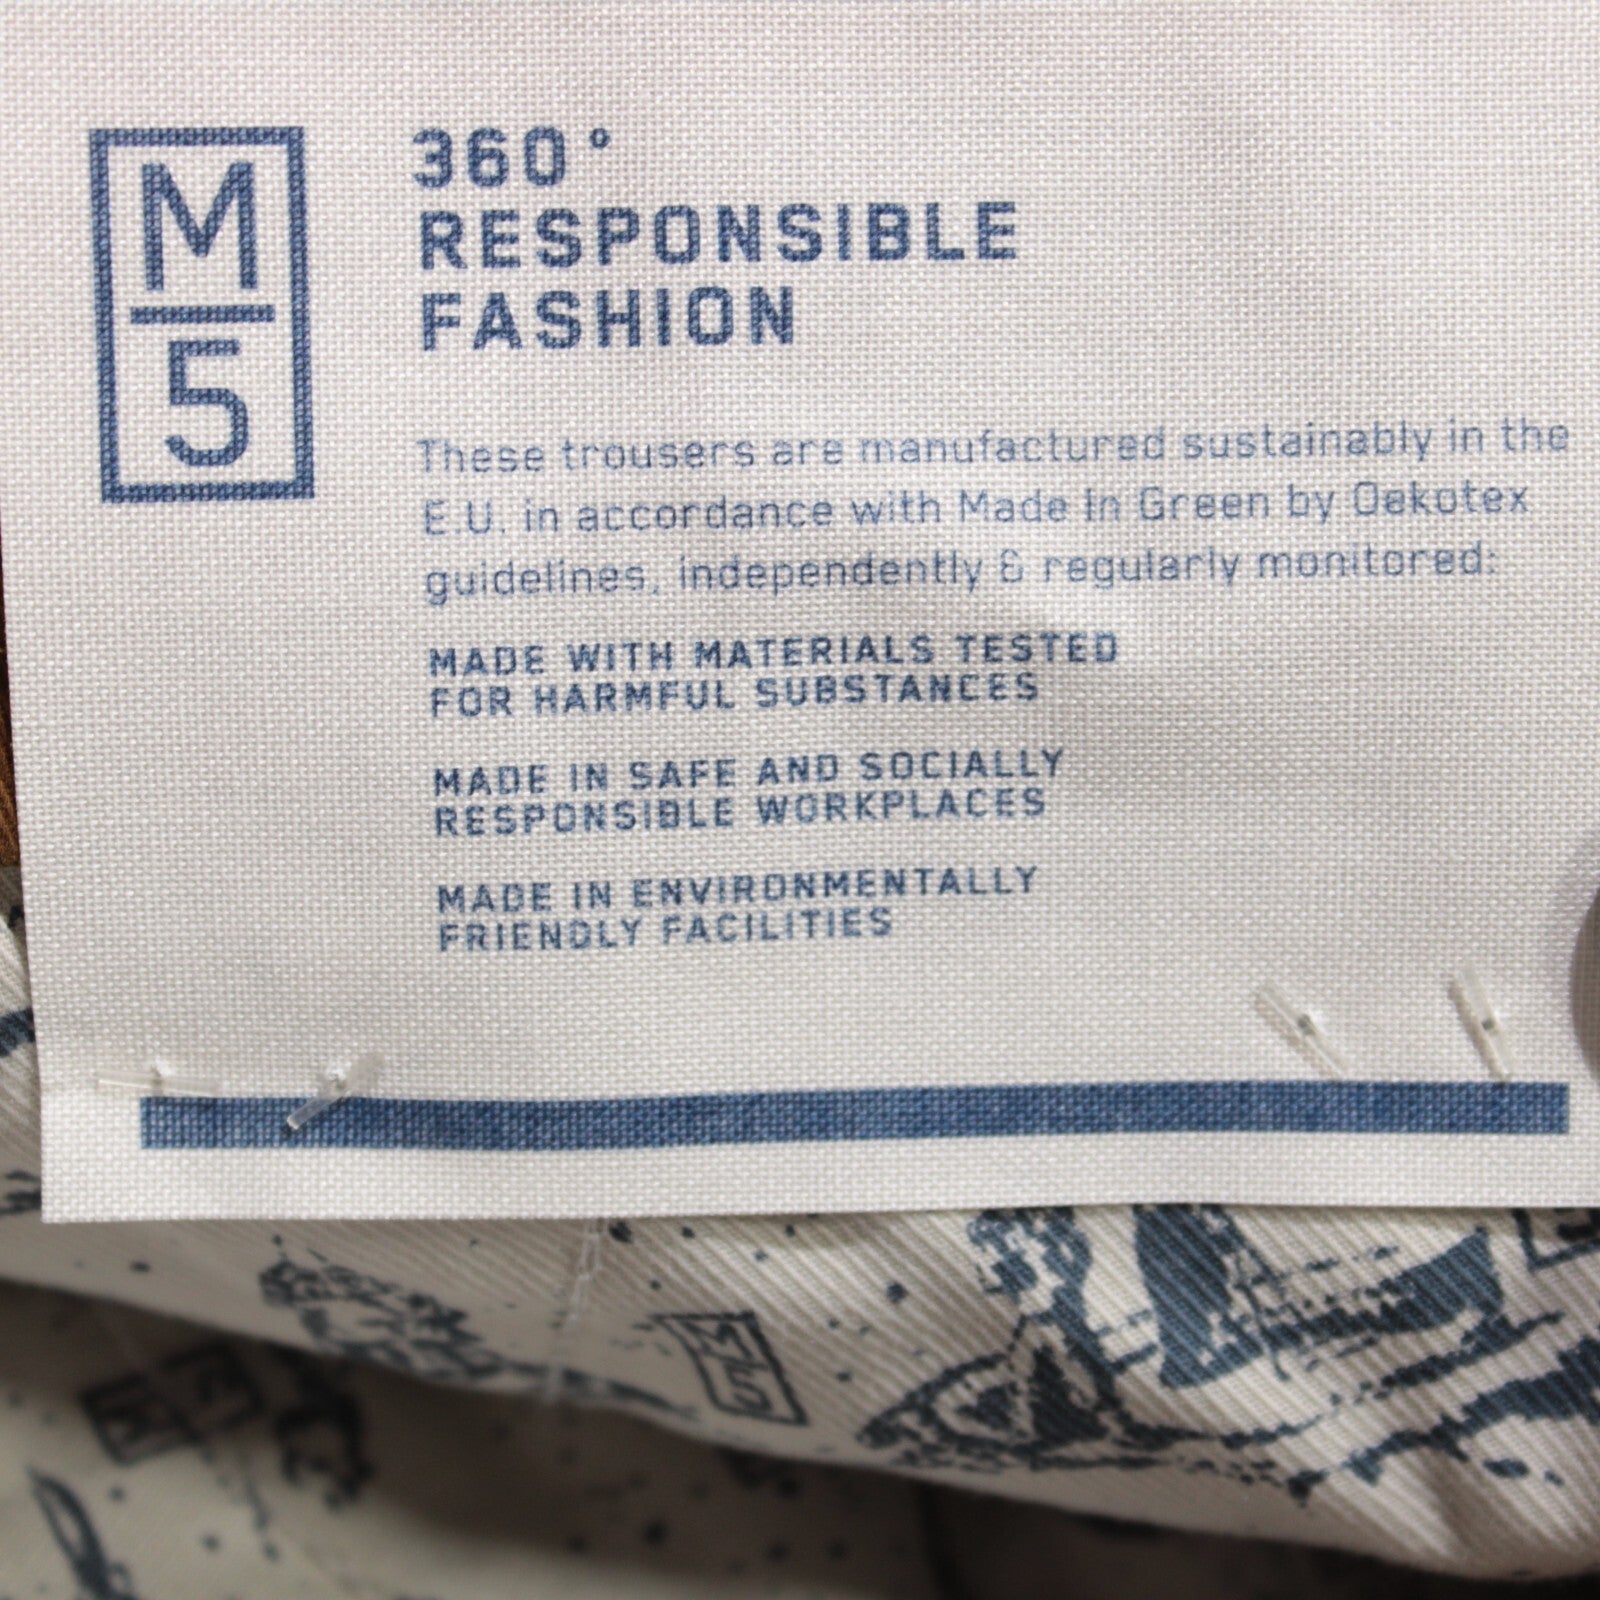 M
5
360°
RESPONSIBLE
FASHION
These trousers are manufactured sustainably in the
E.U. in accordance with Made In Green by Oekotex
guidelines, independently & regularly monitored:
MADE WITH MATERIALS TESTED
FOR HARMFUL SUBSTANCES
MADE IN SAFE AND SOCIALLY
RESPONSIBLE WORKPLACES
MADE IN ENVIRONMENTALLY
FRIENDLY FACILITIES
M
5